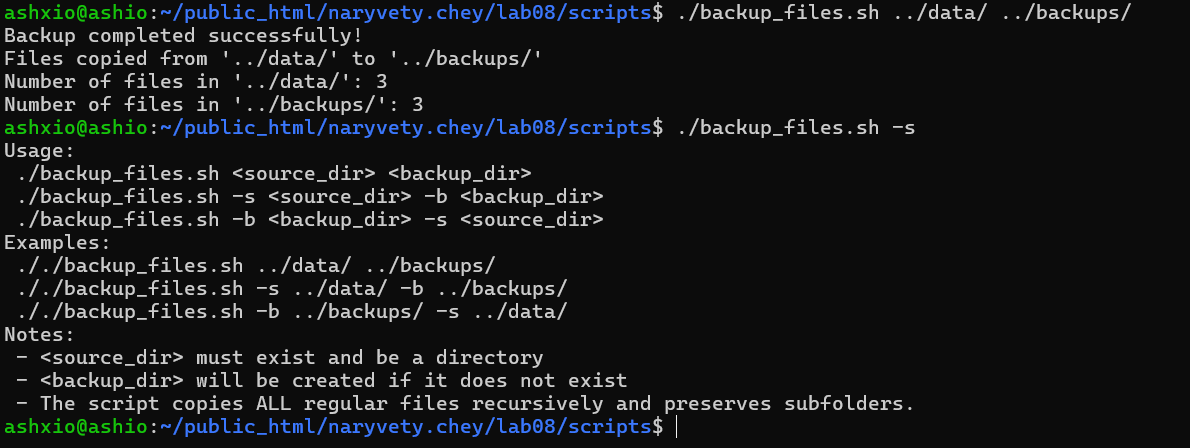 ashxio@ashio:~/public_html/naryvety.chey/lab08/scripts$ ./backup_files.sh ../data/ ../backups/
Backup completed successfully!
Files copied from '../data/' to '../backups/'
Number of files in '../data/': 3
Number of files in '../backups/': 3
ashxio@ashio:~/public_html/naryvety.chey/lab08/scripts$ ./backup_files.sh -s
Usage:
 ./backup_files.sh <source_dir> <backup_dir>
 ./backup_files.sh -s <source_dir> -b <backup_dir>
 ./backup_files.sh -b <backup_dir> -s <source_dir>
Examples:
 ././backup_files.sh ../data/ ../backups/
 ././backup_files.sh -s ../data/ -b ../backups/
 ././backup_files.sh -b ../backups/ -s ../data/
Notes:
 - <source_dir> must exist and be a directory
 - <backup_dir> will be created if it does not exist
 - The script copies ALL regular files recursively and preserves subfolders.
ashxio@ashio:~/public_html/naryvety.chey/lab08/scripts$